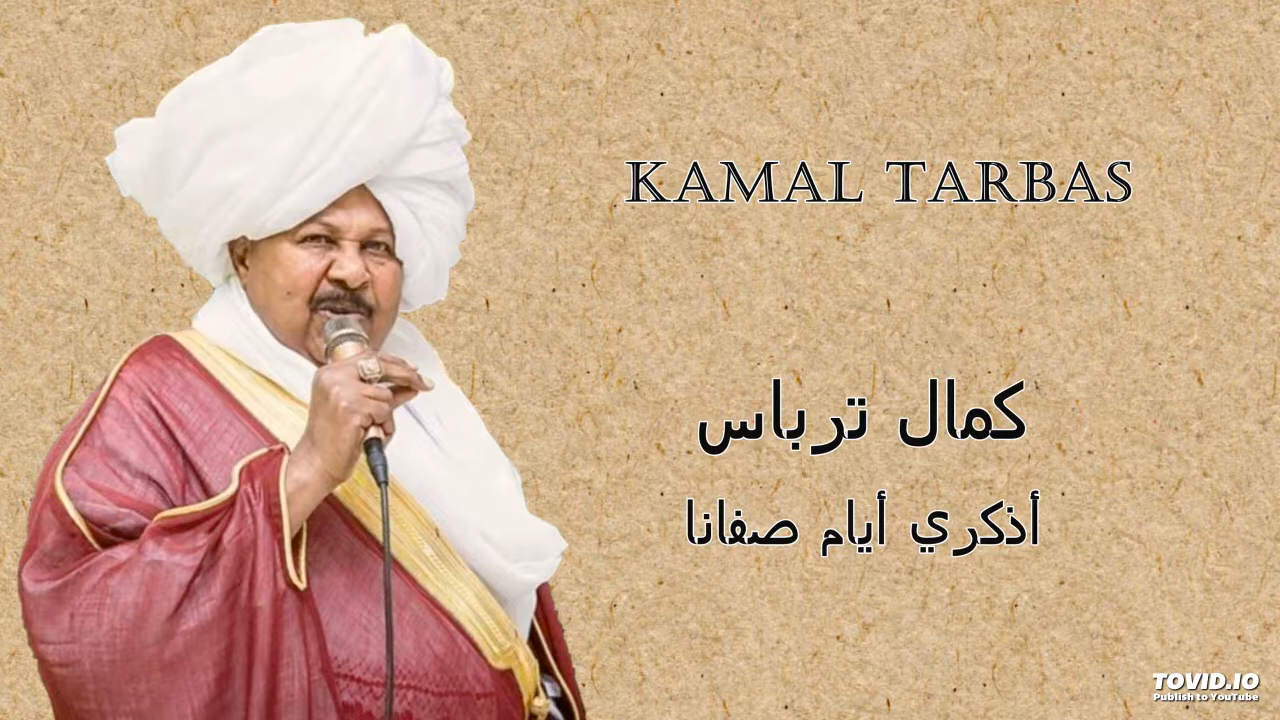 KAMAL TARBAS
كمال ترباس
أذكري أيام صفانا
TOVID.IO
Publish to YouTube